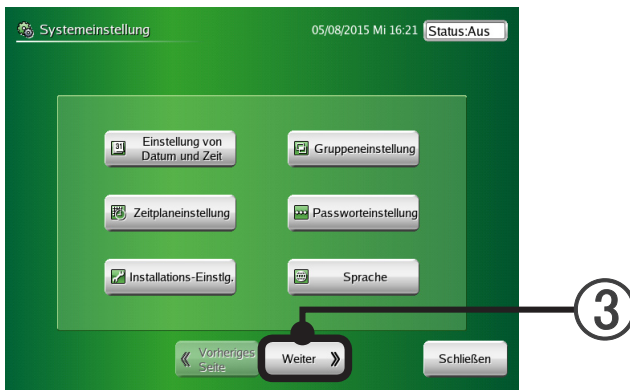 Systemeinstellung
05/08/2015 Mi 16:21 Status:Aus
31
Einstellung von
Datum und Zeit
Gruppeneinstellung
Zeitplaneinstellung
Passworteinstellung
Installations-Einstlg.
Sprache
3
Vorheriges
Seite
Weiter
Schließen